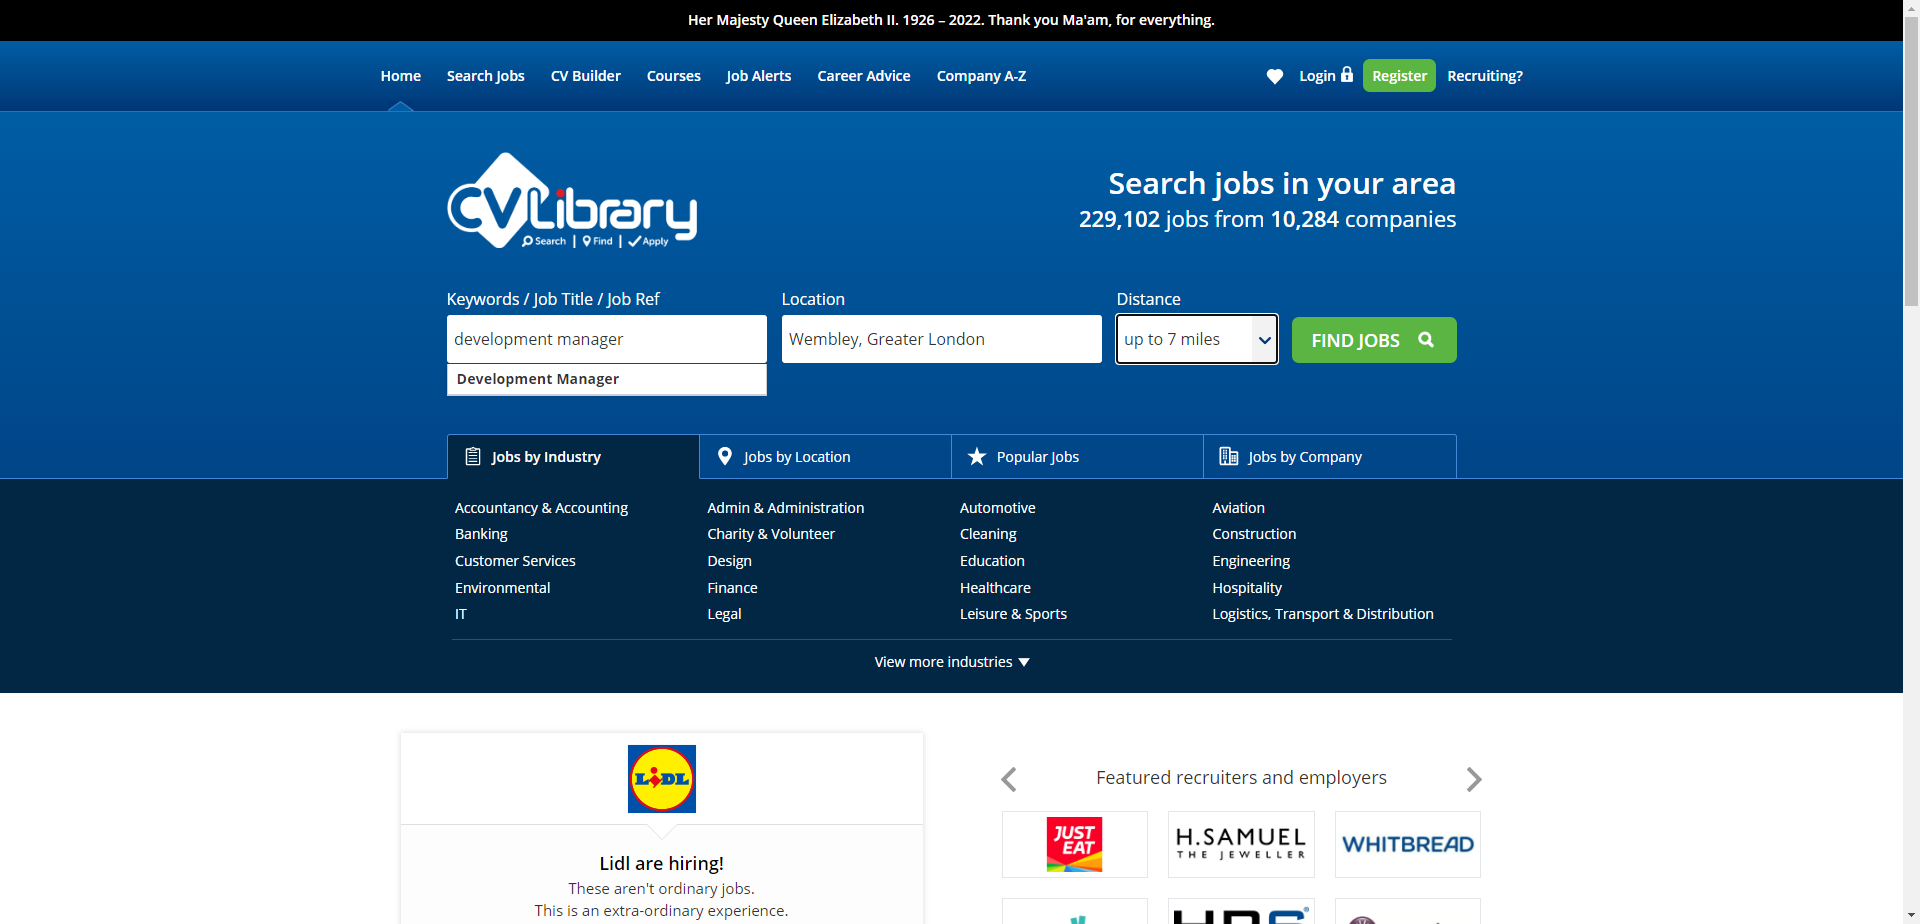 Her Majesty Queen Elizabeth II. 1926 – 2022. Thank you Ma'am, for everything.
Home Search Jobs CV Builder Courses Job Alerts Career Advice Company A-Z Login Register Recruiting?
CVLibrary
Search | Find | Apply
Search jobs in your area
229,102 jobs from 10,284 companies
Keywords / Job Title / Job Ref Location Distance
development manager Wembley, Greater London up to 7 miles FIND JOBS
Development Manager
Jobs by Industry Jobs by Location Popular Jobs Jobs by Company
Accountancy & Accounting Admin & Administration Automotive Aviation
Banking Charity & Volunteer Cleaning Construction
Customer Services Design Education Engineering
Environmental Finance Healthcare Hospitality
IT Legal Leisure & Sports Logistics, Transport & Distribution
View more industries
LIDL
Lidl are hiring!
These aren't ordinary jobs.
This is an extra-ordinary experience.
Featured recruiters and employers
JUST EAT
H.SAMUEL
THE JEWELLER
WHITBREAD